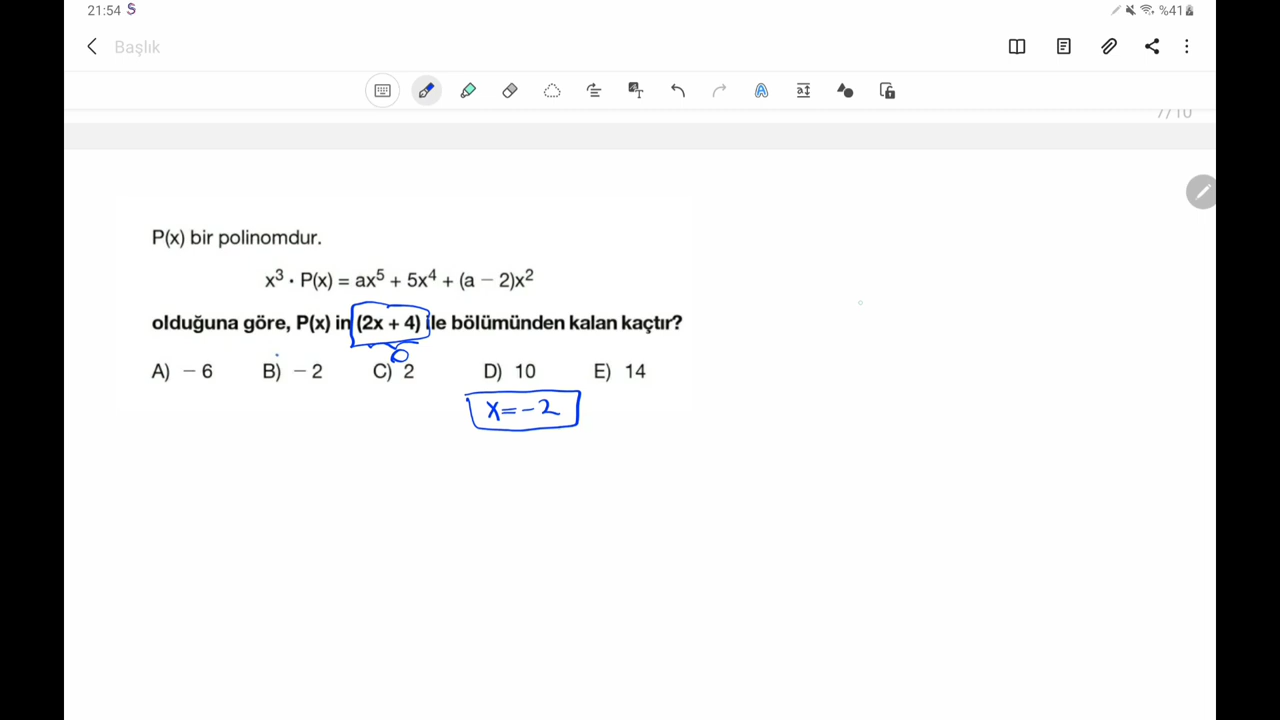 21:54 S
%41
Başlık
7/10
P(x) bir polinomdur.
x³ · P(x) = ax⁵ + 5x⁴ + (a − 2)x²
olduğuna göre, P(x) in (2x + 4) ile bölümünden kalan kaçtır?
0
A) − 6 B) − 2 C) 2 D) 10 E) 14
x=-2